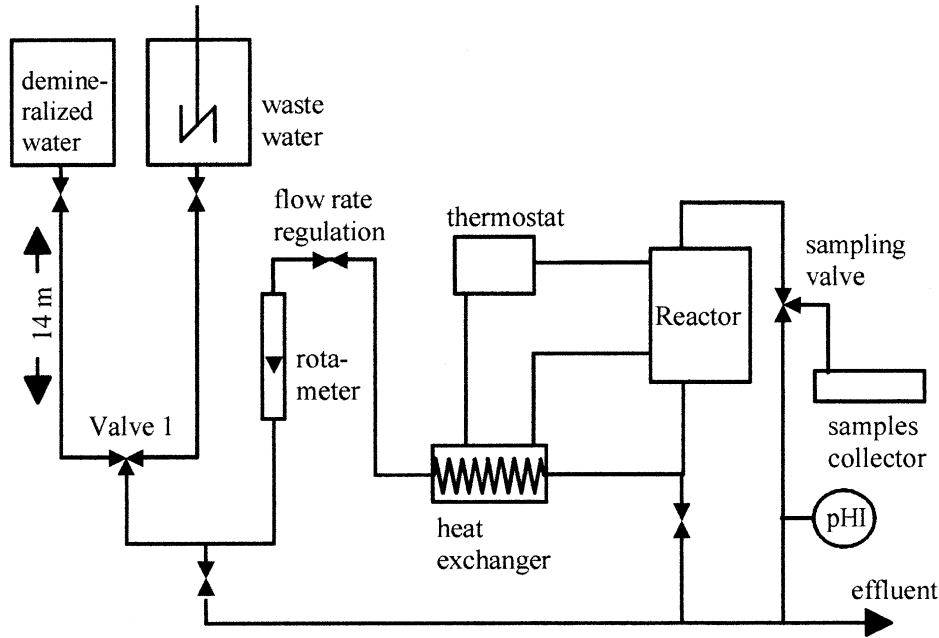 demine-
ralized
water
waste
water
14 m
Valve 1
flow rate
regulation
rota-
meter
thermostat
heat
exchanger
Reactor
sampling
valve
samples
collector
pHI
effluent